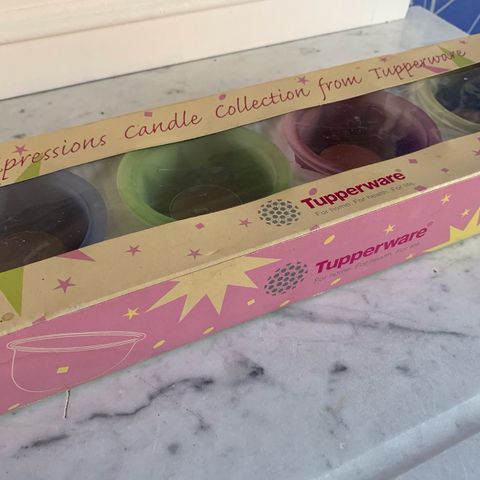 pressions Candle Collection from Tupperware
Tupperware®
For home. For health. For life.
Tupperware®
For home. For health. For life.